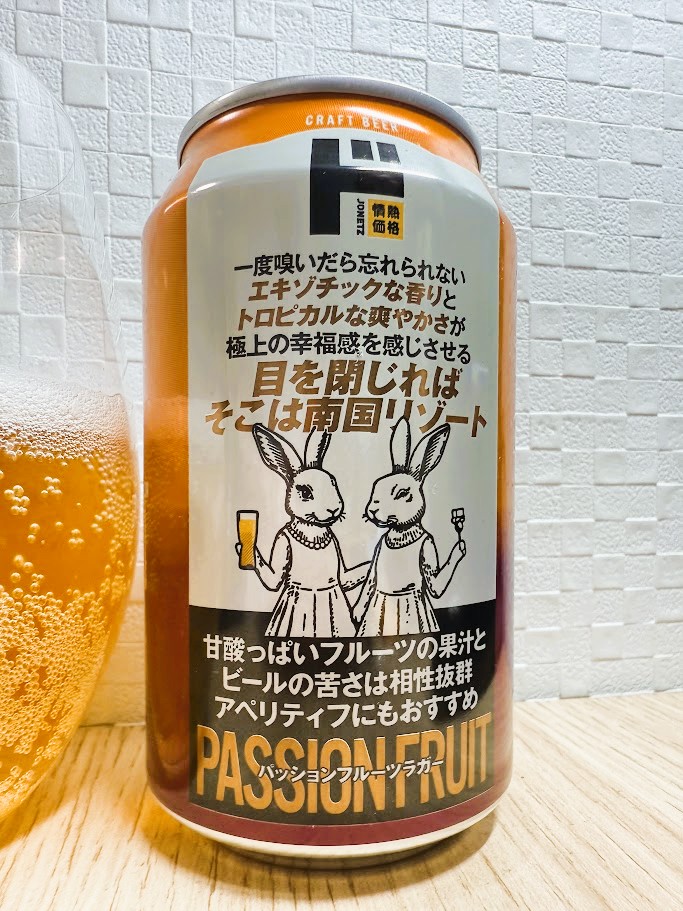 CRAFT BEER
ド
JONETZ
情熱
価格
一度嗅いだら忘れられない
エキゾチックな香りと
トロピカルな爽やかさが
極上の幸福感を感じさせる
目を閉じれば
そこは南国リゾート
甘酸っぱいフルーツの果汁と
ビールの苦さは相性抜群
アペリティフにもおすすめ
PASSION FRUIT
パッションフルーツラガー